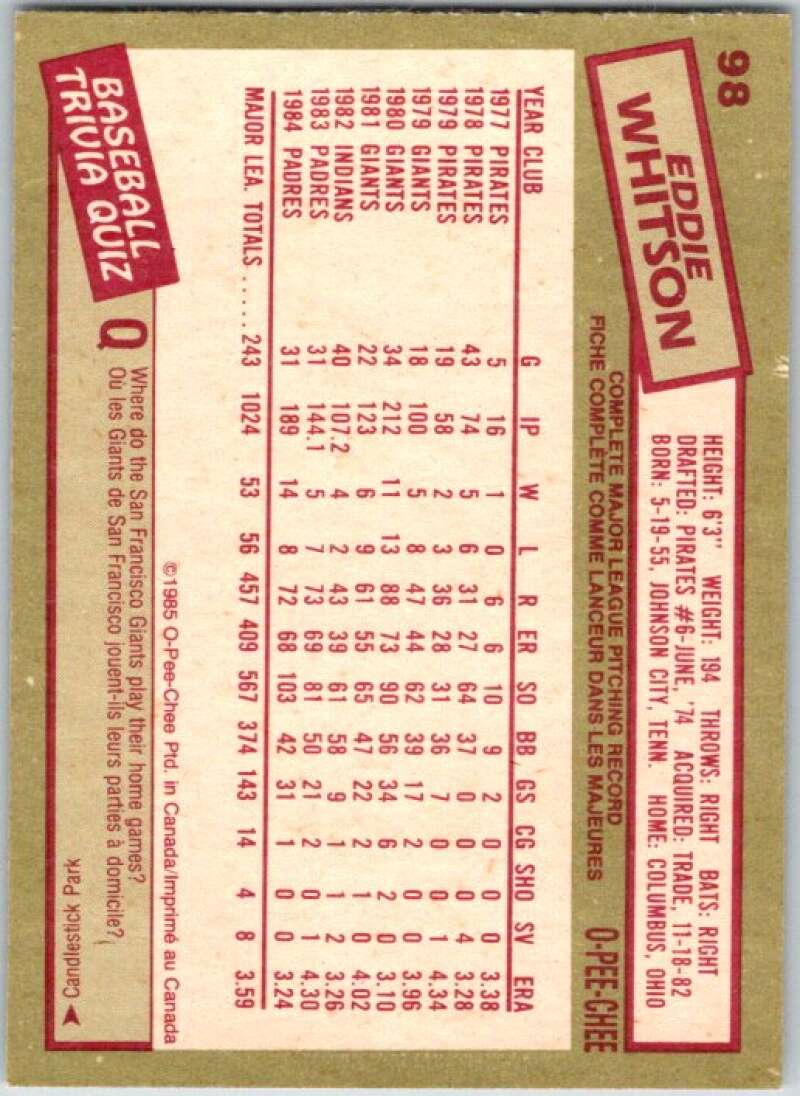 98
EDDIE
WHITSON
HEIGHT: 6'3" WEIGHT: 194 THROWS: RIGHT BATS: RIGHT
DRAFTED: PIRATES #6-JUNE, '74 ACQUIRED: TRADE, 11-18-82
BORN: 5-19-55, JOHNSON CITY, TENN. HOME: COLUMBUS, OHIO
COMPLETE MAJOR LEAGUE PITCHING RECORD
FICHE COMPLÈTE COMME LANCEUR DANS LES MAJEURES
O-PEE-CHEE
YEAR CLUB G IP W L R ER SO BB GS CG SHO SV ERA
1977 PIRATES 5 16 1 0 6 6 10 9 2 0 0 0 3.38
1978 PIRATES 43 74 5 6 31 27 64 37 0 0 0 4 3.28
1979 PIRATES 19 58 2 3 36 28 31 36 7 0 0 1 4.34
1979 GIANTS 18 100 5 8 47 44 62 39 17 2 0 0 3.96
1980 GIANTS 34 212 11 13 88 73 90 56 34 6 2 0 3.10
1981 GIANTS 22 123 6 9 61 55 65 47 22 2 1 0 4.02
1982 INDIANS 40 107.2 4 2 43 39 61 58 9 1 1 2 3.26
1983 PADRES 31 144.1 5 7 73 69 81 50 21 2 0 1 4.30
1984 PADRES 31 189 14 8 72 68 103 42 31 1 0 0 3.24
MAJOR LEA. TOTALS ..... 243 1024 53 56 457 409 567 374 143 14 4 8 3.59
©1985 O-Pee-Chee Ptd. in Canada/Imprimé au Canada
BASEBALL
TRIVIA QUIZ
Q Where do the San Francisco Giants play their home games?
Où les Giants de San Francisco jouent-ils leurs parties à domicile?
Candlestick Park